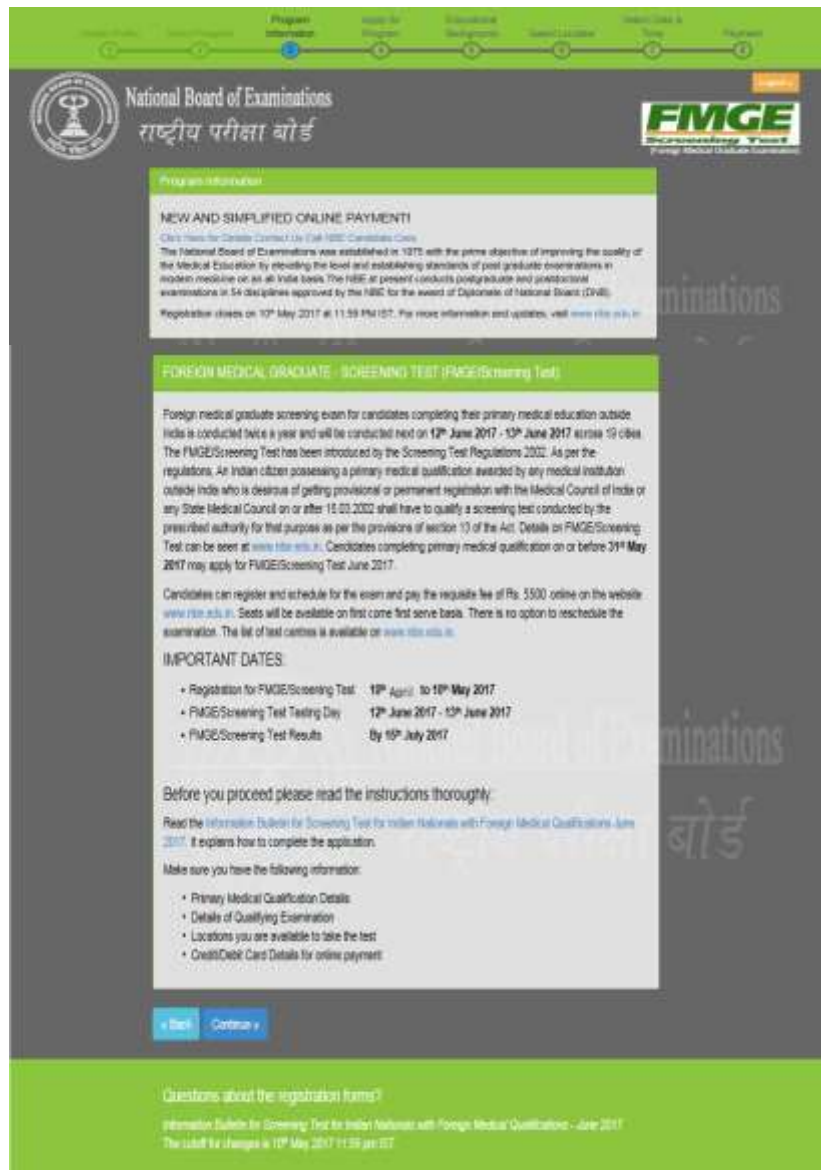 Program
Information
Apply for
Program
Educational
Background
Select Location
Select Date &
Time
Payment
National Board of Examinations
राष्ट्रीय परीक्षा बोर्ड
FMGE
Screening Test
Program Information
NEW AND SIMPLIFIED ONLINE PAYMENT!
The National Board of Examinations was established in 1975 with the prime objective of improving the quality of
the Medical Education by elevating the level and establishing standards of post graduate examinations in
modern medicine on an all India basis.The NBE at present conducts postgraduate and postdoctoral
examinations in 54 disciplines approved by the NBE for the award of Diplomate of National Board (DNB).
Registration closes on 10th May 2017 at 11:59 PM IST. For more information and updates, visit www.nbe.edu.in
FOREIGN MEDICAL GRADUATE - SCREENING TEST (FMGE/Screening Test)
Foreign medical graduate screening exam for candidates completing their primary medical education outside
India is conducted twice a year and will be conducted next on 12th June 2017 - 13th June 2017 across 19 cities.
The FMGE/Screening Test has been introduced by the Screening Test Regulations 2002. As per the
regulations. An Indian citizen possessing a primary medical qualification awarded by any medical institution
outside India who is desirous of getting provisional or permanent registration with the Medical Council of India or
any State Medical Council on or after 15.03.2002 shall have to qualify a screening test conducted by the
prescribed authority for that purpose as per the provisions of section 13 of the Act. Details on FMGE/Screening
Test can be seen at www.nbe.edu.in. Candidates completing primary medical qualification on or before 31st May
2017 may apply for FMGE/Screening Test June 2017.
Candidates can register and schedule for the exam and pay the requisite fee of Rs. 5500 online on the website
www.nbe.edu.in. Seats will be available on first come first serve basis. There is no option to reschedule the
examination. The list of test centres is available on www.nbe.edu.in.
IMPORTANT DATES:
• Registration for FMGE/Screening Test 10th April to 10th May 2017
• FMGE/Screening Test Testing Day 12th June 2017 - 13th June 2017
• FMGE/Screening Test Results By 15th July 2017
Before you proceed please read the instructions thoroughly:
Read the Information Bulletin for Screening Test for Indian Nationals with Foreign Medical Qualifications June
2017. It explains how to complete the application.
Make sure you have the following information:
• Primary Medical Qualification Details
• Details of Qualifying Examination
• Locations you are available to take the test
• Credit/Debit Card Details for online payment
« Back
Continue »
Questions about the registration forms?
Information Bulletin for Screening Test for Indian Nationals with Foreign Medical Qualifications - June 2017
The cutoff for changes is 10th May 2017 11:59 pm IST.